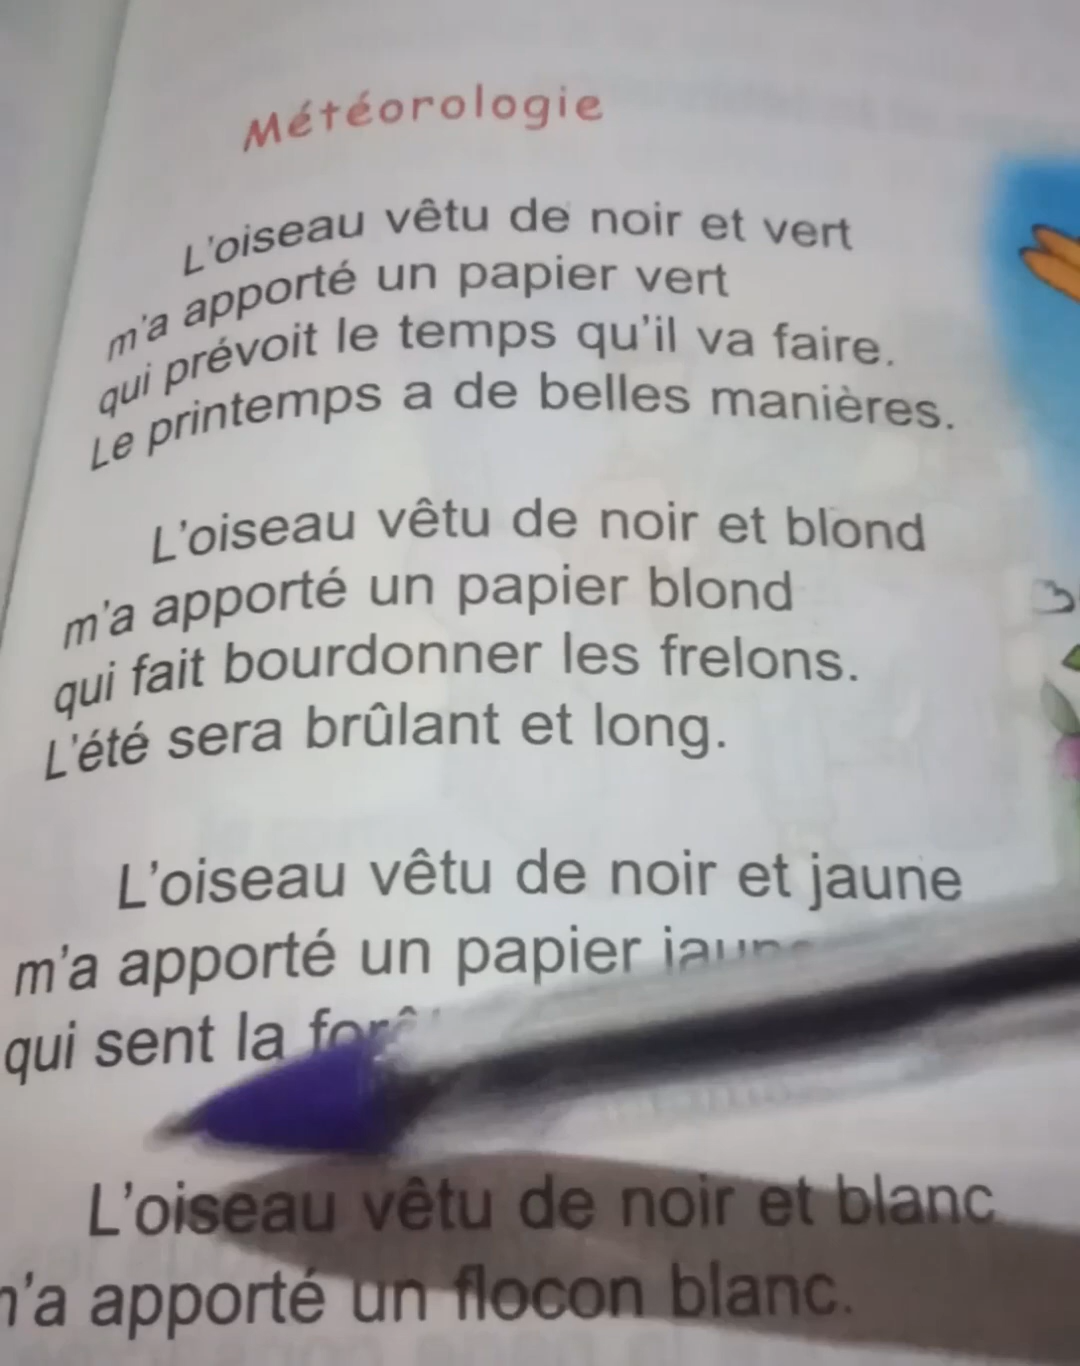 Météorologie
L'oiseau vêtu de noir et vert
m'a apporté un papier vert
qui prévoit le temps qu'il va faire.
Le printemps a de belles manières.
L'oiseau vêtu de noir et blond
m'a apporté un papier blond
qui fait bourdonner les frelons.
L'été sera brûlant et long.
L'oiseau vêtu de noir et jaune
m'a apporté un papier jaune
qui sent la forêt
L'oiseau vêtu de noir et blanc
m'a apporté un flocon blanc.